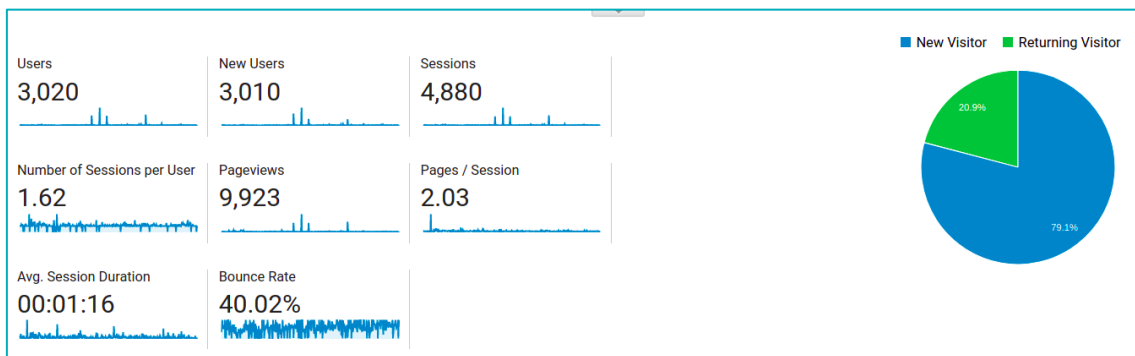 New Visitor Returning Visitor
Users New Users Sessions
3,020 3,010 4,880
20.9%
Number of Sessions per User Pageviews Pages / Session
1.62 9,923 2.03
79.1%
Avg. Session Duration Bounce Rate
00:01:16 40.02%